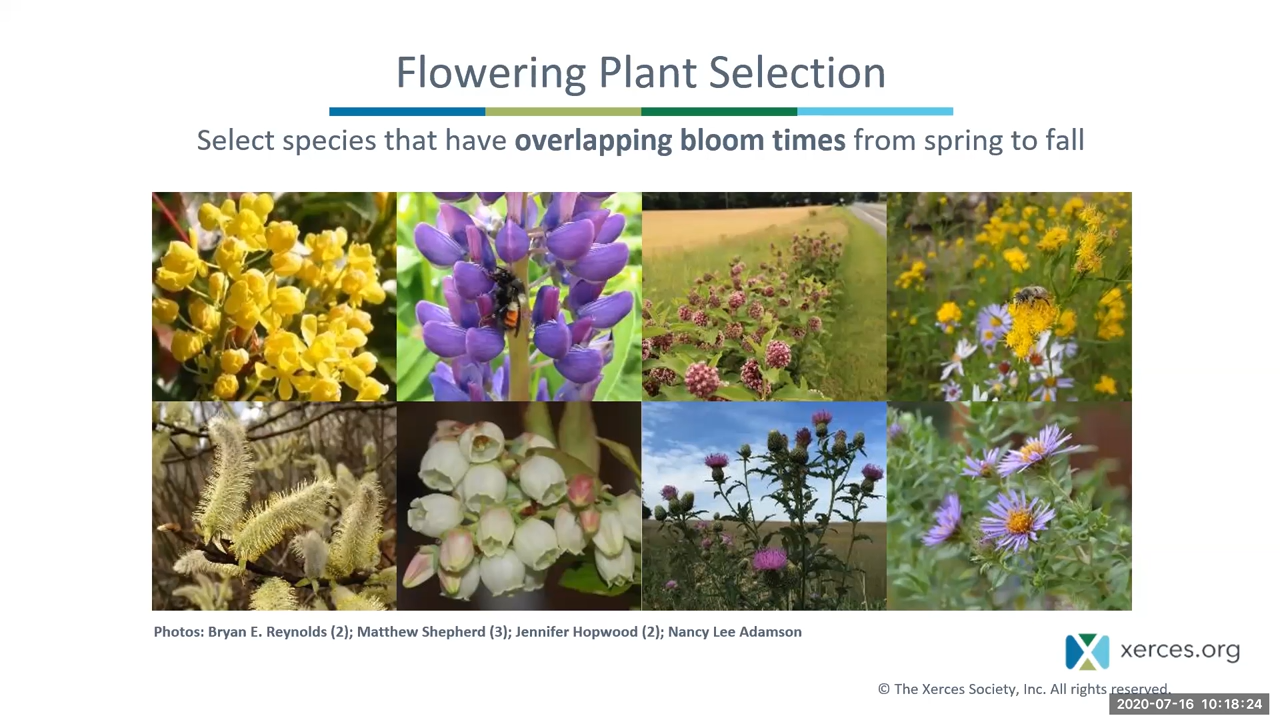 Flowering Plant Selection
Select species that have overlapping bloom times from spring to fall
Photos: Bryan E. Reynolds (2); Matthew Shepherd (3); Jennifer Hopwood (2); Nancy Lee Adamson
xerces.org
© The Xerces Society, Inc. All rights reserved.
2020-07-16 10:18:24